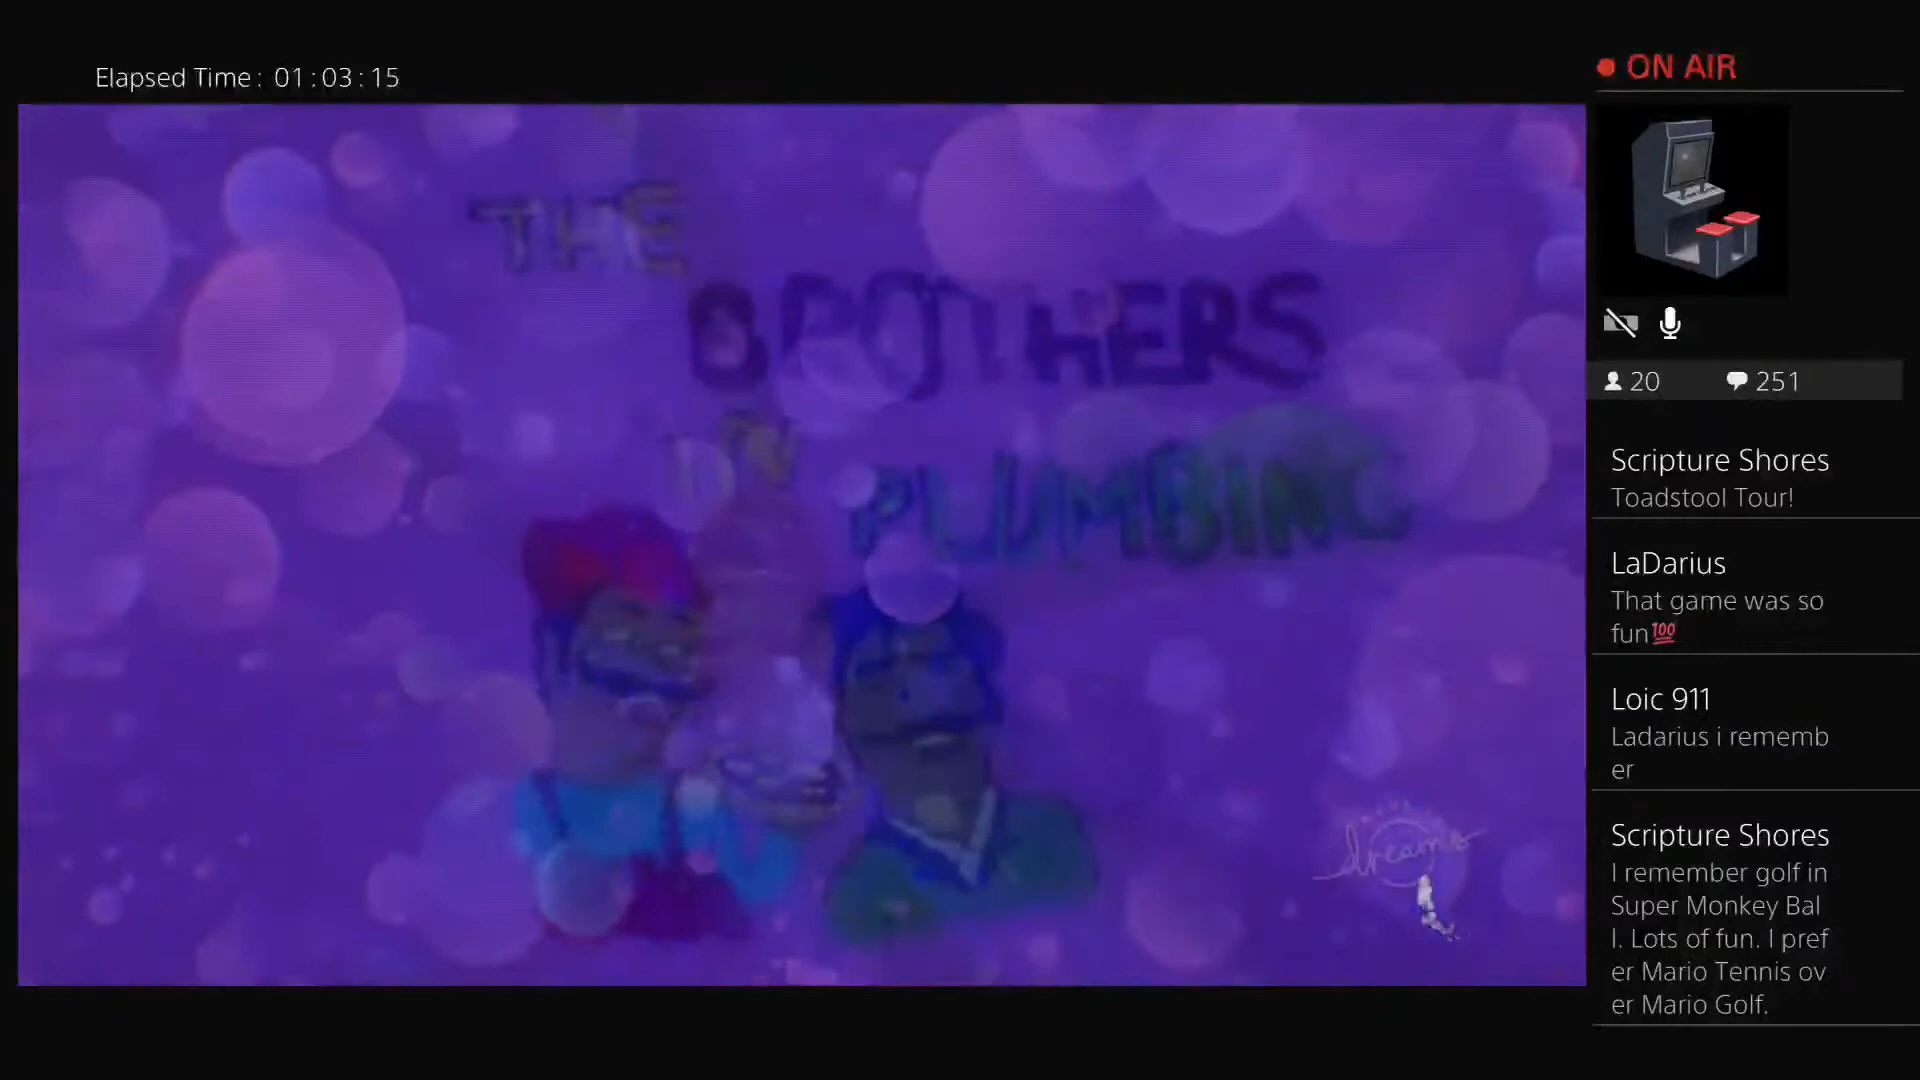 Elapsed Time: 01:03:15
ON AIR
THE
BROTHERS
IN
PLUMBING
dreams
20 251
Scripture Shores
Toadstool Tour!
LaDarius
That game was so
fun💯
Loic 911
Ladarius i rememb
er
Scripture Shores
I remember golf in
Super Monkey Bal
l. Lots of fun. I pref
er Mario Tennis ov
er Mario Golf.